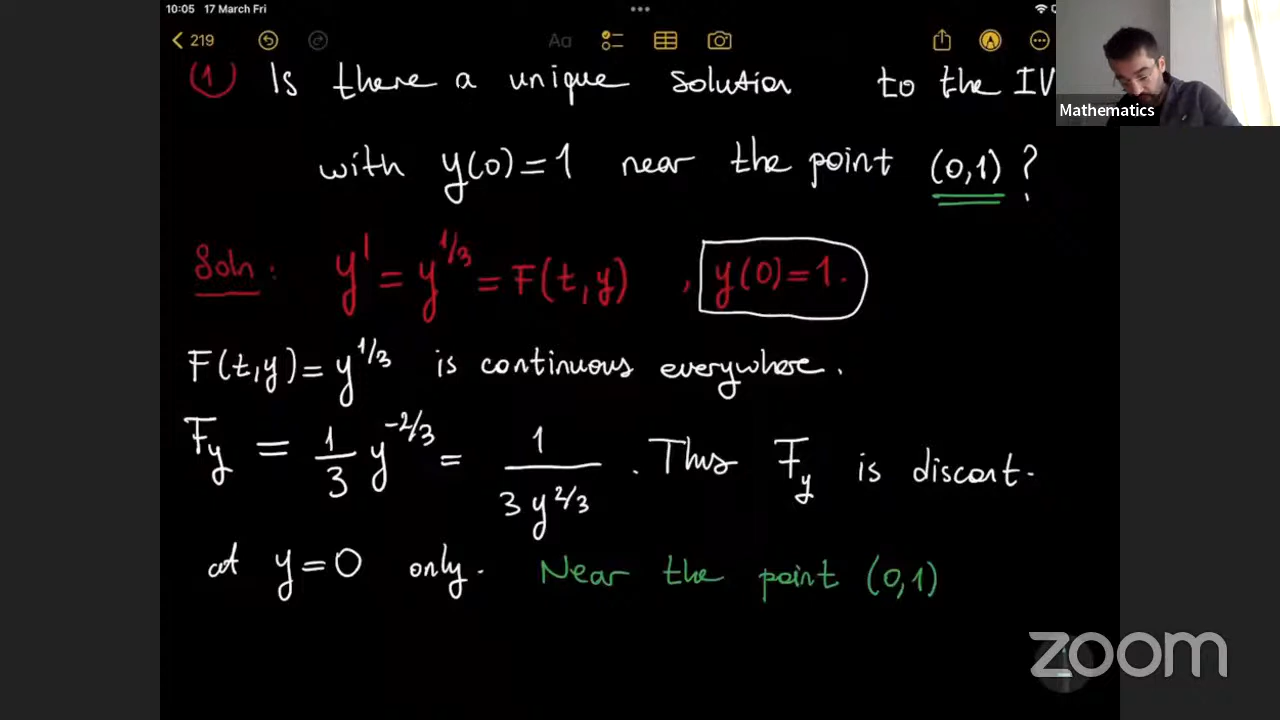 10:05 17 March Fri
219
Aa
① Is there a unique solution to the IV
Mathematics
with y(0)=1 near the point (0,1) ?
Soln : y' = y^1/3 = F(t,y) , y(0)=1.
F(t,y) = y^1/3 is continuous everywhere.
F_y = 1/3 y^-2/3 = 1/(3y^2/3) . Thus F_y is discont.
at y=0 only. Near the point (0,1)
zoom